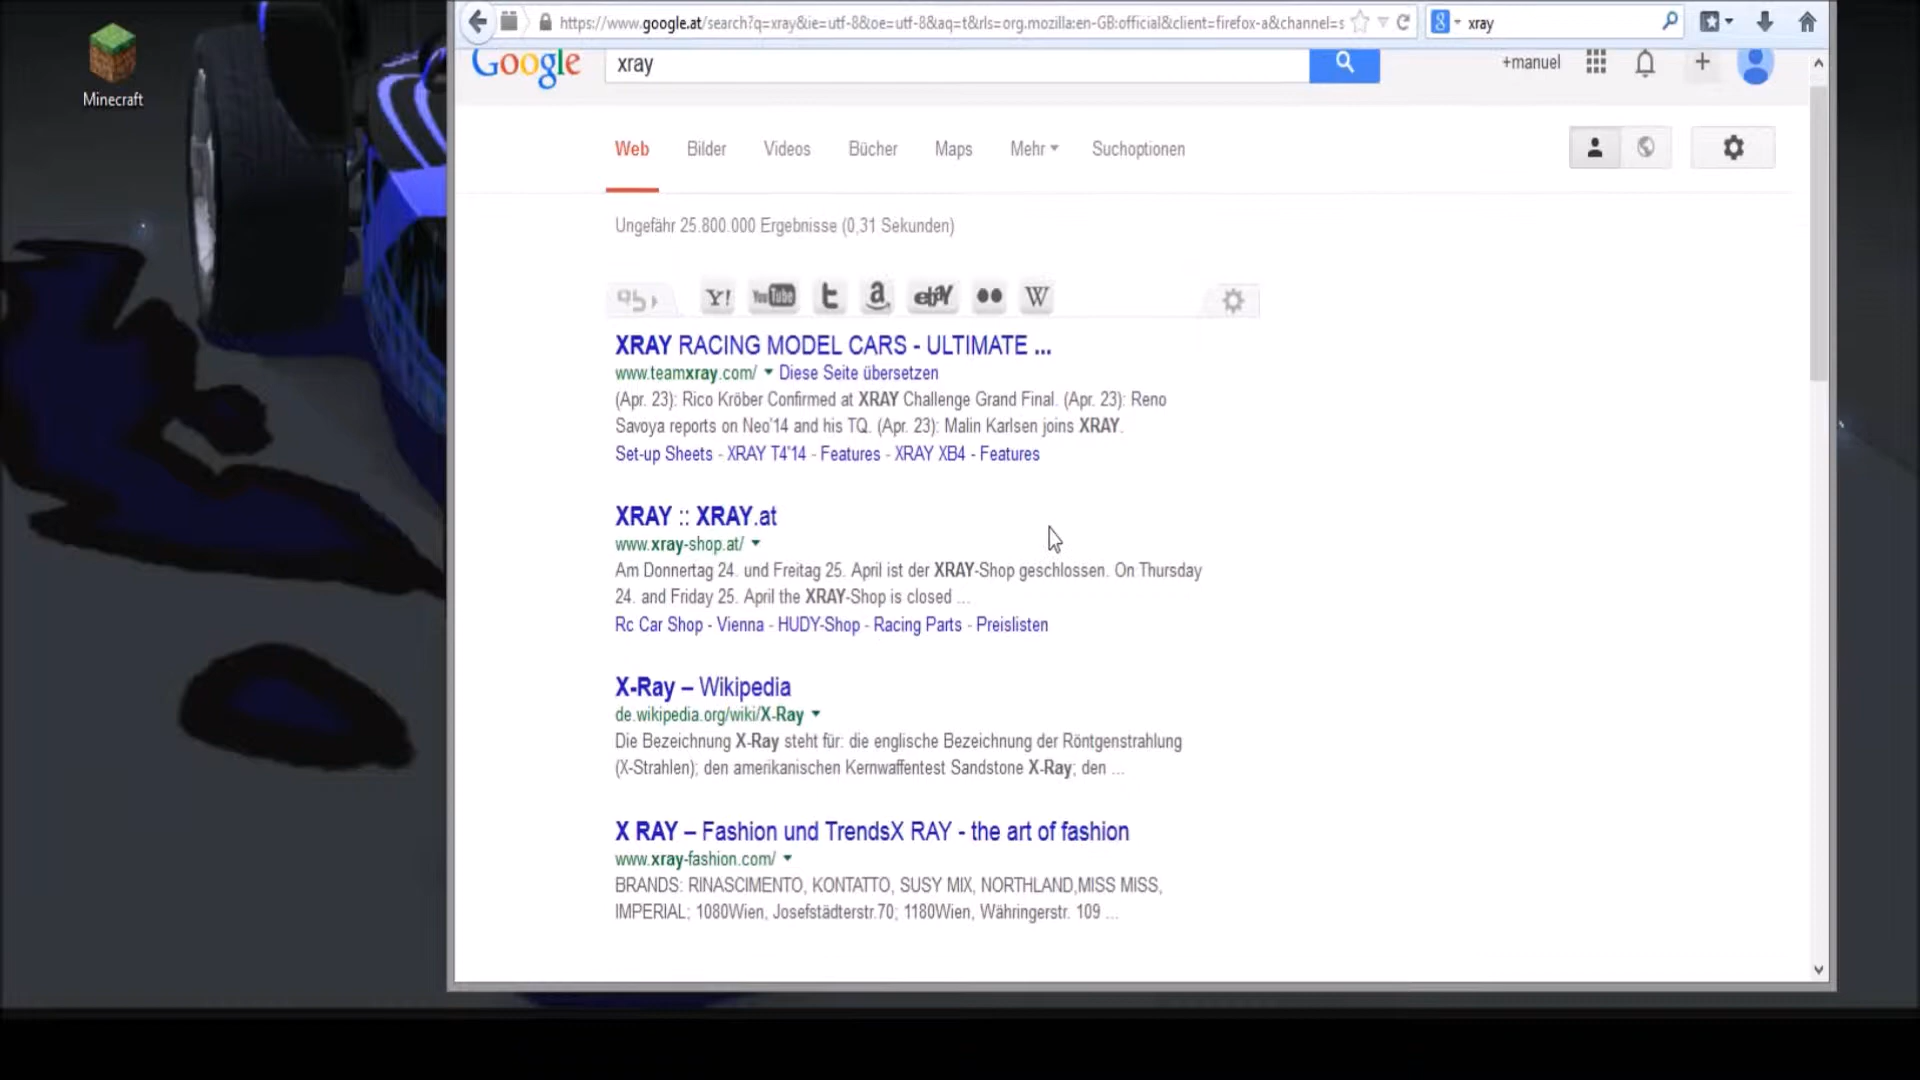 https://www.google.at/search?q=xray&ie=utf-8&oe=utf-8&aq=t&rls=org.mozilla:en-GB:official&client=firefox-a&channel=s
xray
Minecraft
Google
xray
+manuel
Web Bilder Videos Bücher Maps Mehr Suchoptionen
Ungefähr 25.800.000 Ergebnisse (0,31 Sekunden)
Y! YouTube t a ebay W
XRAY RACING MODEL CARS - ULTIMATE ...
www.teamxray.com/ Diese Seite übersetzen
(Apr. 23): Rico Kröber Confirmed at XRAY Challenge Grand Final. (Apr. 23): Reno
Savoya reports on Neo'14 and his TQ. (Apr. 23): Malin Karlsen joins XRAY.
Set-up Sheets - XRAY T4'14 - Features - XRAY XB4 - Features
XRAY :: XRAY.at
www.xray-shop.at/
Am Donnertag 24. und Freitag 25. April ist der XRAY-Shop geschlossen. On Thursday
24. and Friday 25. April the XRAY-Shop is closed ...
Rc Car Shop - Vienna - HUDY-Shop - Racing Parts - Preislisten
X-Ray – Wikipedia
de.wikipedia.org/wiki/X-Ray
Die Bezeichnung X-Ray steht für: die englische Bezeichnung der Röntgenstrahlung
(X-Strahlen); den amerikanischen Kernwaffentest Sandstone X-Ray; den ...
X RAY – Fashion und TrendsX RAY - the art of fashion
www.xray-fashion.com/
BRANDS: RINASCIMENTO, KONTATTO, SUSY MIX, NORTHLAND,MISS MISS,
IMPERIAL; 1080Wien, Josefstädterstr.70; 1180Wien, Währingerstr. 109 ...